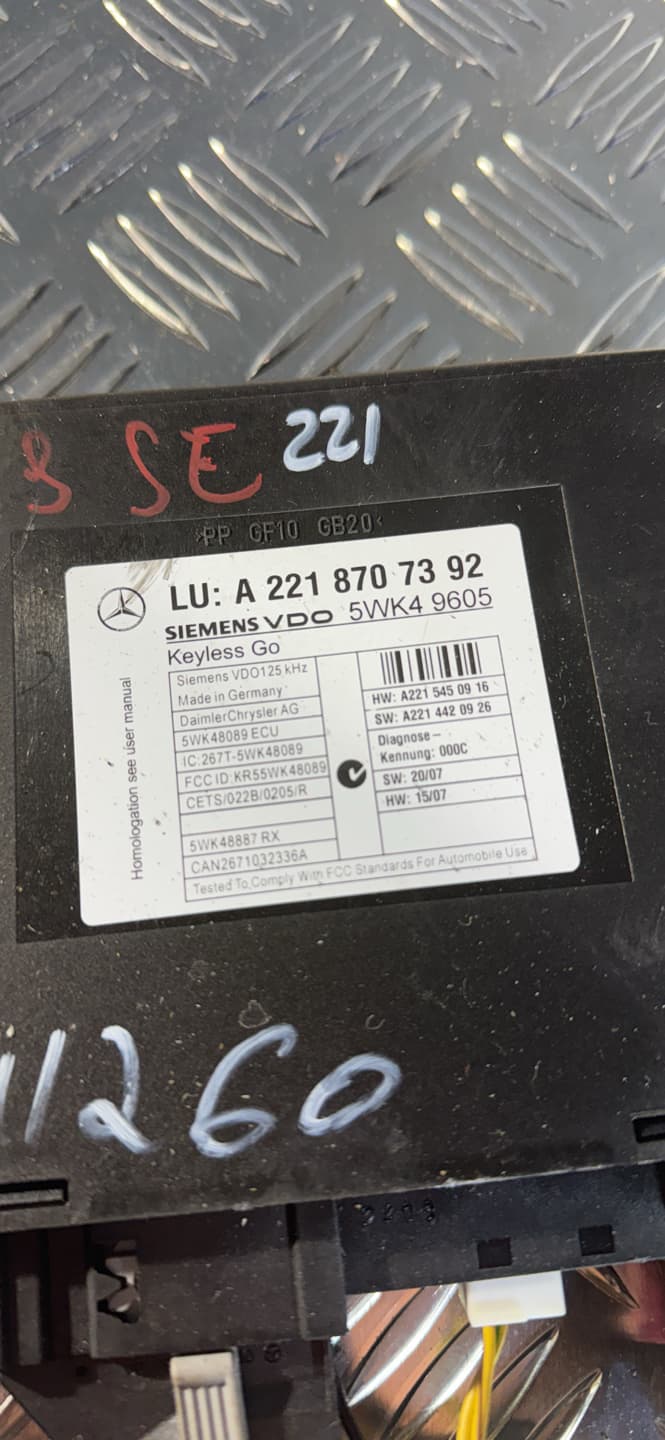 SE 221
>PP GF10 GB20<
LU: A 221 870 73 92
SIEMENS VDO 5WK4 9605
Keyless Go
Siemens VDO125 kHz
Made in Germany
DaimlerChrysler AG
5WK48089 ECU
IC:267T-5WK48089
FCC ID:KR55WK48089
CETS/022B/0205/R
5WK48887 RX
CAN2671032336A
HW: A221 545 09 16
SW: A221 442 09 26
Diagnose-
Kennung: 000C
SW: 20/07
HW: 15/07
Tested To Comply With FCC Standards For Automobile Use
Homologation see user manual
11260